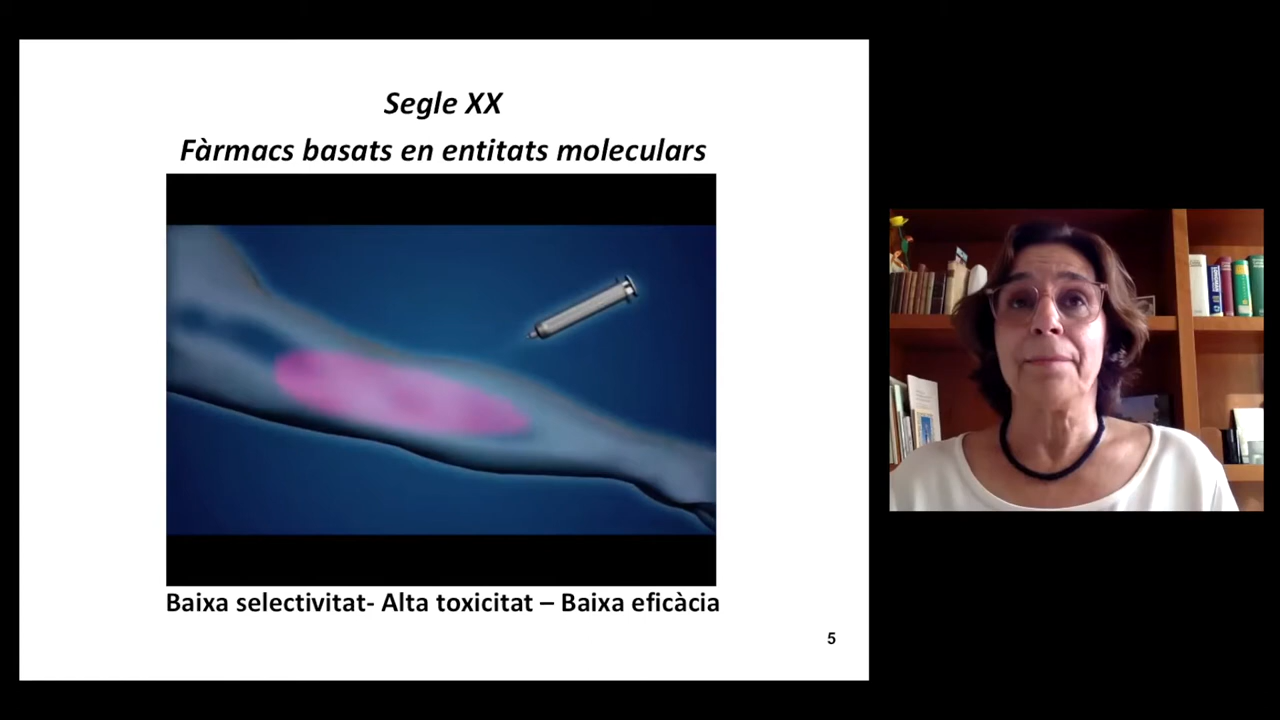 Segle XX
Fàrmacs basats en entitats moleculars
Baixa selectivitat- Alta toxicitat – Baixa eficàcia
5